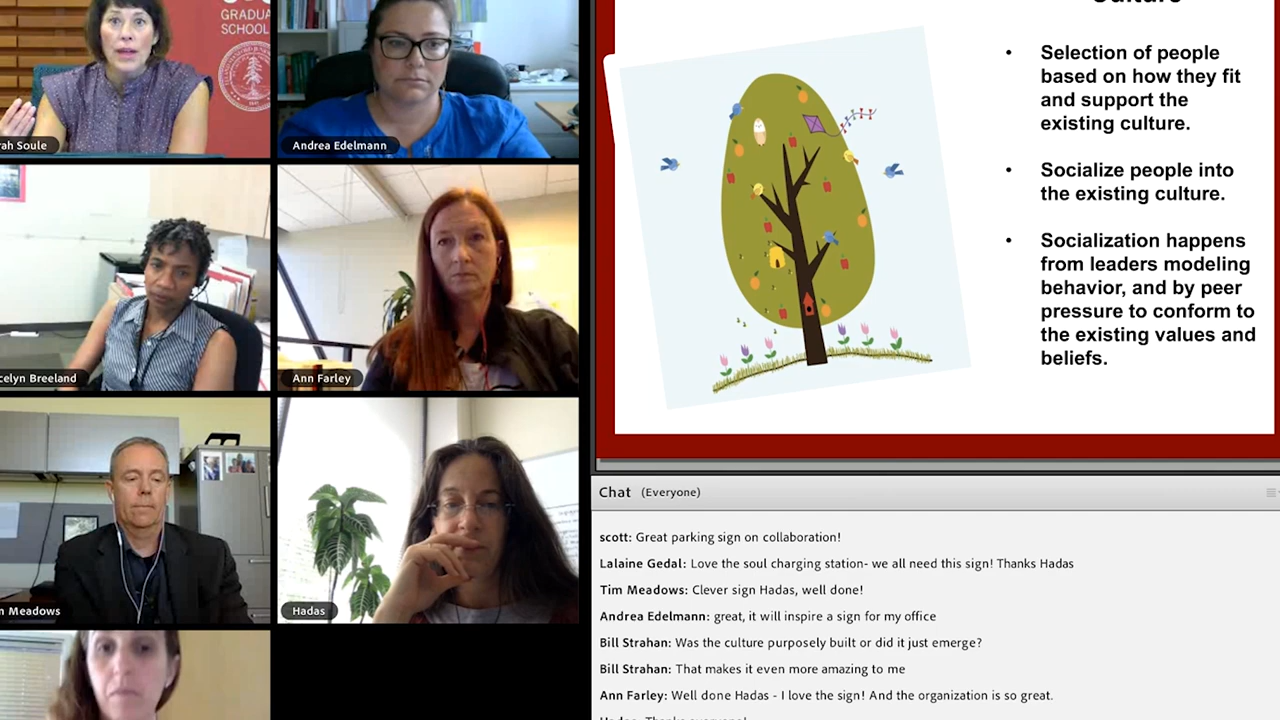 GRADUA
SCHOOL
rah Soule
Andrea Edelmann
celyn Breeland
Ann Farley
m Meadows
Hadas
Culture
• Selection of people
based on how they fit
and support the
existing culture.
• Socialize people into
the existing culture.
• Socialization happens
from leaders modeling
behavior, and by peer
pressure to conform to
the existing values and
beliefs.
Chat (Everyone)
scott: Great parking sign on collaboration!
Lalaine Gedal: Love the soul charging station- we all need this sign! Thanks Hadas
Tim Meadows: Clever sign Hadas, well done!
Andrea Edelmann: great, it will inspire a sign for my office
Bill Strahan: Was the culture purposely built or did it just emerge?
Bill Strahan: That makes it even more amazing to me
Ann Farley: Well done Hadas - I love the sign! And the organization is so great.
Hadas: Thanks everyone!